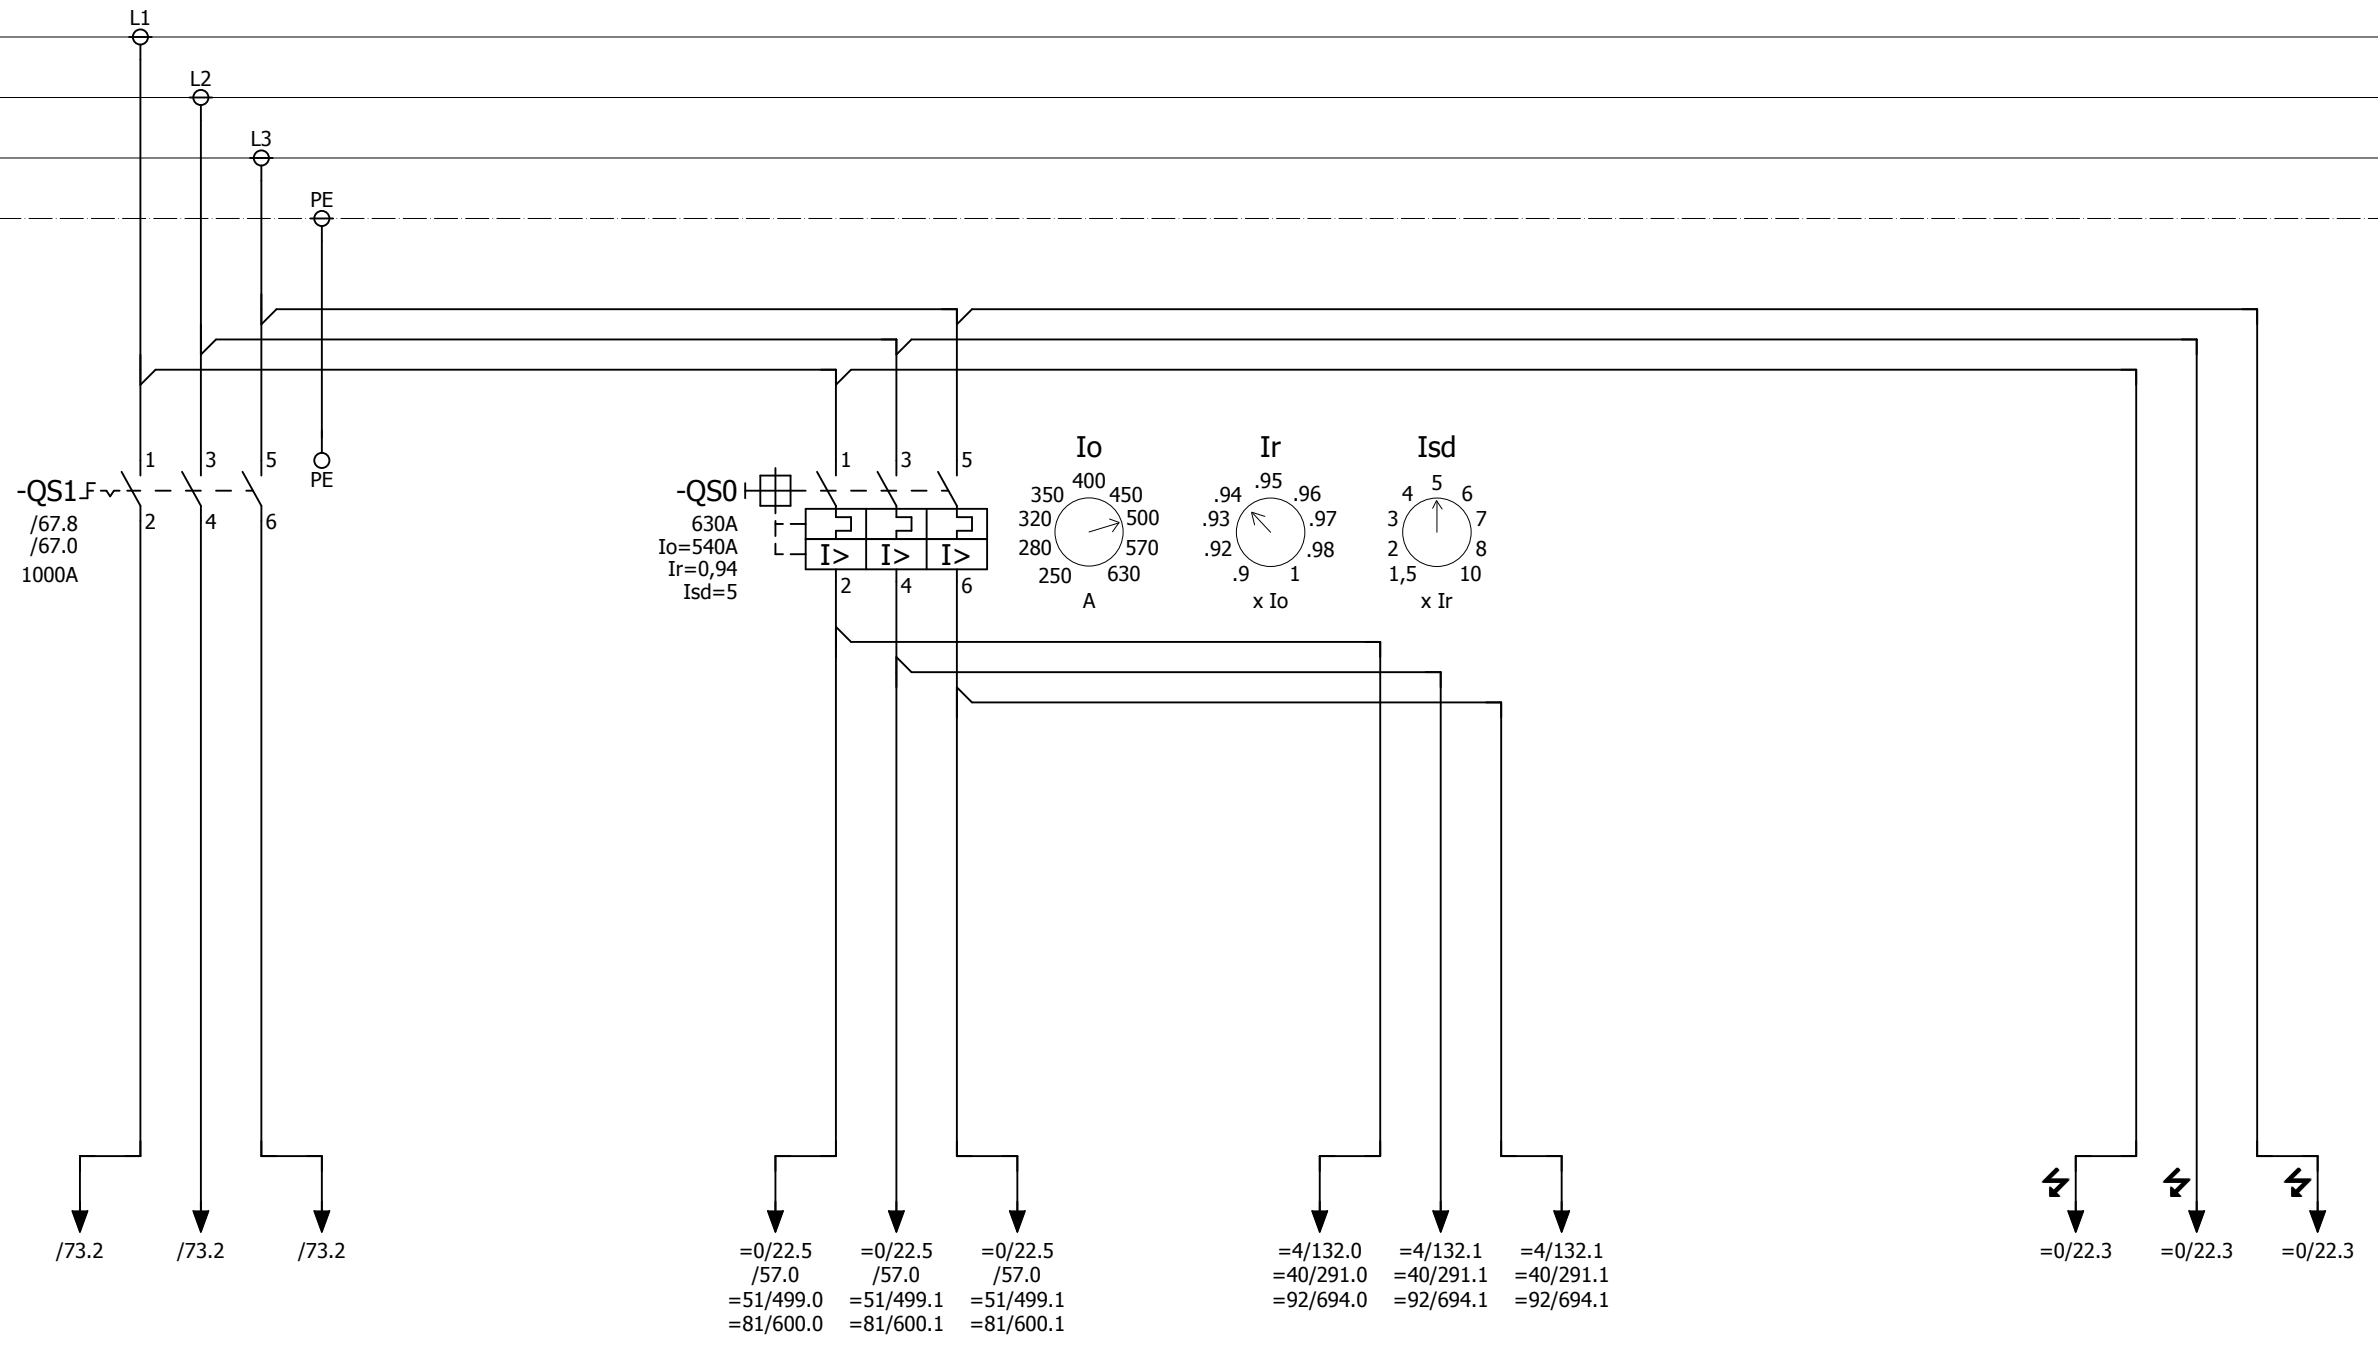 L1
L2
L3
PE
1 3 5
PE
-QS1
/67.8
/67.0
1000A
2 4 6
1 3 5
-QS0
630A
Io=540A
Ir=0,94
Isd=5
I> I> I>
2 4 6
Io
400
350 450
320 500
280 570
250 630
A
Ir
.95
.94 .96
.93 .97
.92 .98
.9 1
x Io
Isd
5
4 6
3 7
2 8
1,5 10
x Ir
/73.2 /73.2 /73.2
=0/22.5 =0/22.5 =0/22.5
/57.0 /57.0 /57.0
=51/499.0 =51/499.1 =51/499.1
=81/600.0 =81/600.1 =81/600.1
=4/132.0 =4/132.1 =4/132.1
=40/291.0 =40/291.1 =40/291.1
=92/694.0 =92/694.1 =92/694.1
=0/22.3 =0/22.3 =0/22.3